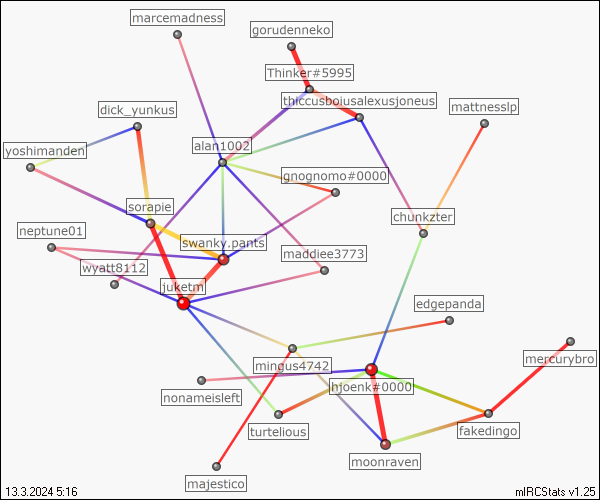 marcemadness
gorudenneko
Thinker#5995
dick_yunkus
thiccusboiusalexusjoneus
mattnesslp
yoshimanden
alan1002
gnognomo#0000
sorapie
chunkzter
neptune01
swanky.pants
maddiee3773
wyatt8112
juketm
edgepanda
mingus4742
mercurybro
hjoenk#0000
nonameisleft
turtelious
fakedingo
moonraven
majestico
13.3.2024 5:16
mIRCStats v1.25